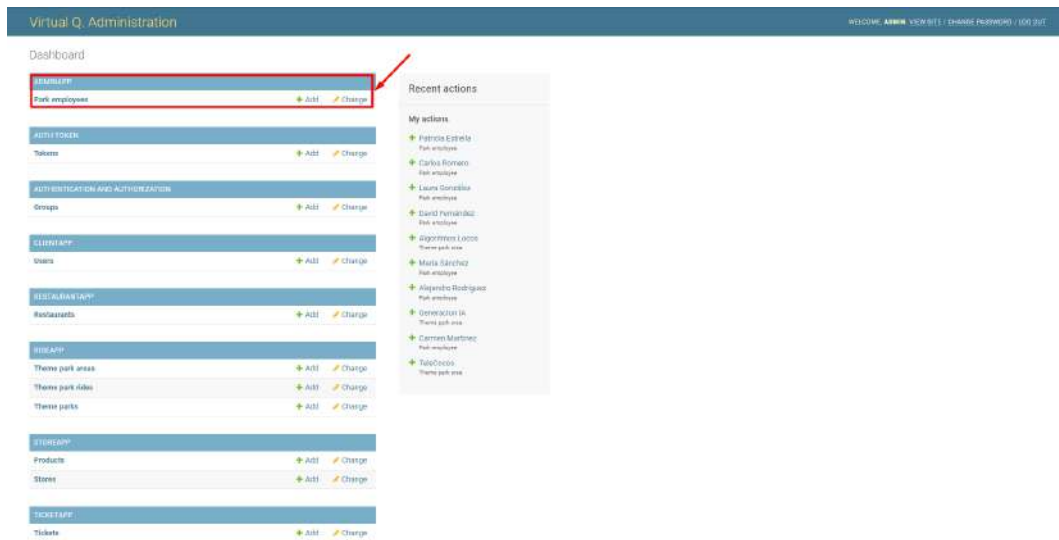 Virtual Q. Administration
WELCOME, ADMIN. VIEW SITE / CHANGE PASSWORD / LOG OUT
Dashboard
ADMINAPP
Park employees Add Change
AUTH TOKEN
Tokens Add Change
AUTHENTICATION AND AUTHORIZATION
Groups Add Change
CLIENTAPP
Users Add Change
RESTAURANTAPP
Restaurants Add Change
RIDEAPP
Theme park areas Add Change
Theme park rides Add Change
Theme parks Add Change
STOREAPP
Products Add Change
Stores Add Change
TICKETAPP
Tickets Add Change
Recent actions
My actions
Patricia Estrella
Park employee
Carlos Romero
Park employee
Laura González
Park employee
David Fernández
Park employee
Algoritmos Locos
Theme park area
María Sánchez
Park employee
Alejandro Rodríguez
Park employee
Generacion IA
Theme park area
Carmen Martínez
Park employee
TeleCocos
Theme park area